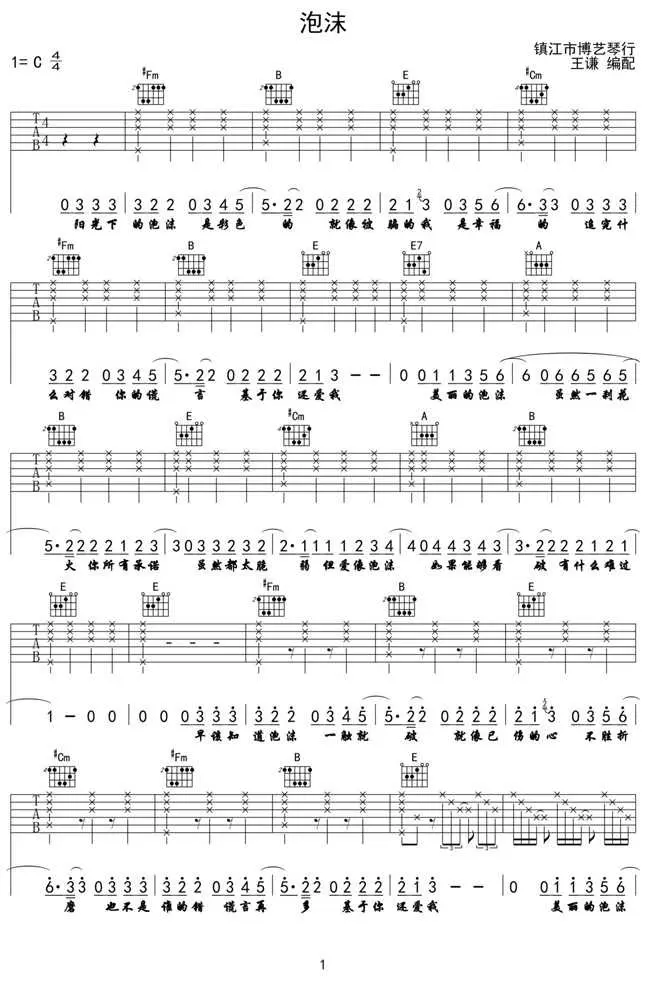 泡沫
镇江市博艺琴行
1= C 4/4 王谦 编配
#Fm B E #Cm
TAB 4/4
0 3 3 3 3 2 2 0 3 4 5 5· 2 2 0 2 2 2 2 1 3 0 3 5 6 6· 3 3 0 3 3 3
阳光下 的泡沫 是彩色 的 就像被 骗的我 是幸福 的 追究什
#Fm B E E7 A
TAB
3 2 2 0 3 4 5 5· 2 2 0 2 2 2 2 1 3 — — 0 0 1 1 3 5 5 6 0 6 6 5 6 5
么对错 你的谎 言 基于你 还爱我 美丽的泡沫 虽然一刹花
B E #Cm A B
TAB
5· 2 2 2 2 1 2 3 3 0 3 3 2 3 2 2· 1 1 1 1 2 3 4 4 0 4 4 3 4 3 3· 2 2 2 2 1 2 1
火 你所有承诺 虽然都太脆 弱 但爱像泡沫 如果能够看 破 有什么难过
E E #Fm B E
TAB
1 — 0 0 0 0 3 3 3 3 2 2 0 3 4 5 5· 2 2 0 2 2 2 2 1 3 0 3 5 6
早该知 道泡沫 一触就 破 就像已 伤的心 不胜折
#Cm #Fm B E
TAB
6· 3 3 0 3 3 3 3 2 2 0 3 4 5 5· 2 2 0 2 2 2 2 1 3 — — 0 0 1 1 3 5 5
磨 也不是 谁的错 谎言再 多 基于你 还爱我 美丽的泡沫
1